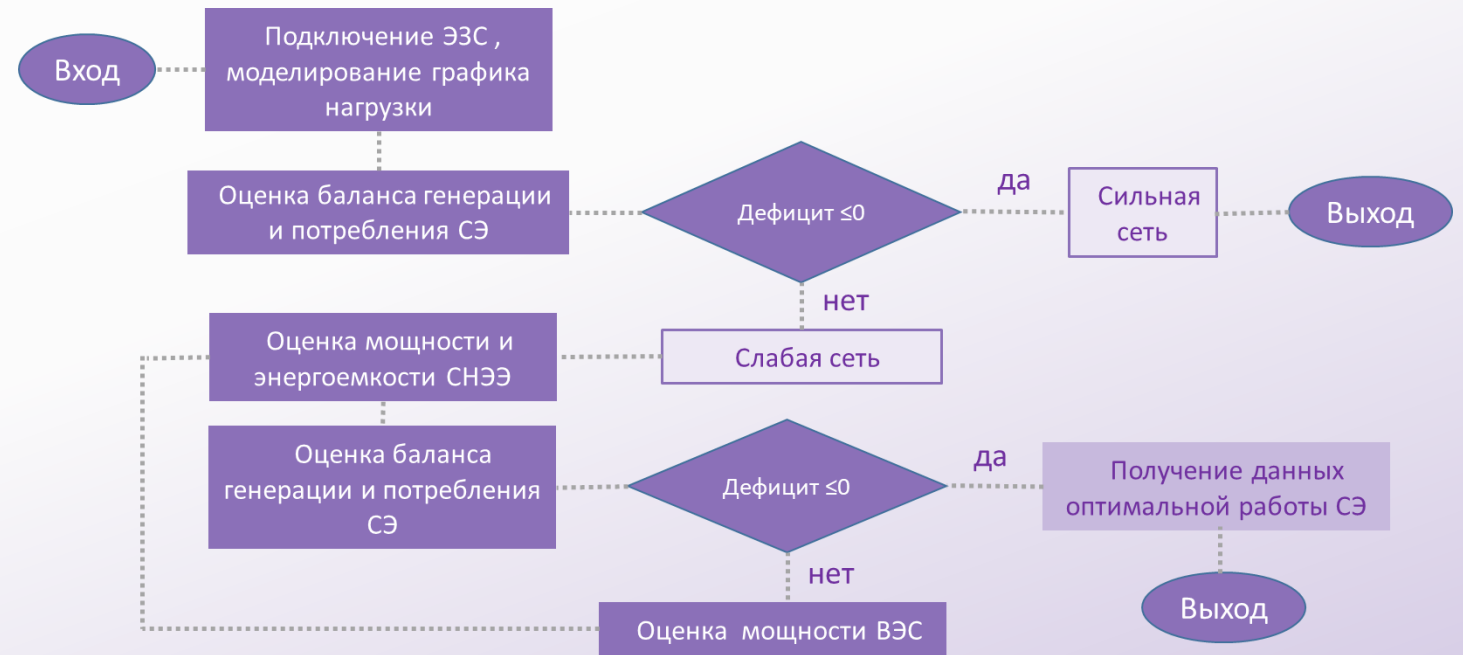 Вход
Подключение ЭЗС ,
моделирование графика
нагрузки
Оценка баланса генерации
и потребления СЭ
Дефицит ≤0
да
Сильная
сеть
Выход
нет
Слабая сеть
Оценка мощности и
энергоемкости СНЭЭ
Оценка баланса
генерации и потребления
СЭ
Дефицит ≤0
да
Получение данных
оптимальной работы СЭ
Выход
нет
Оценка мощности ВЭС